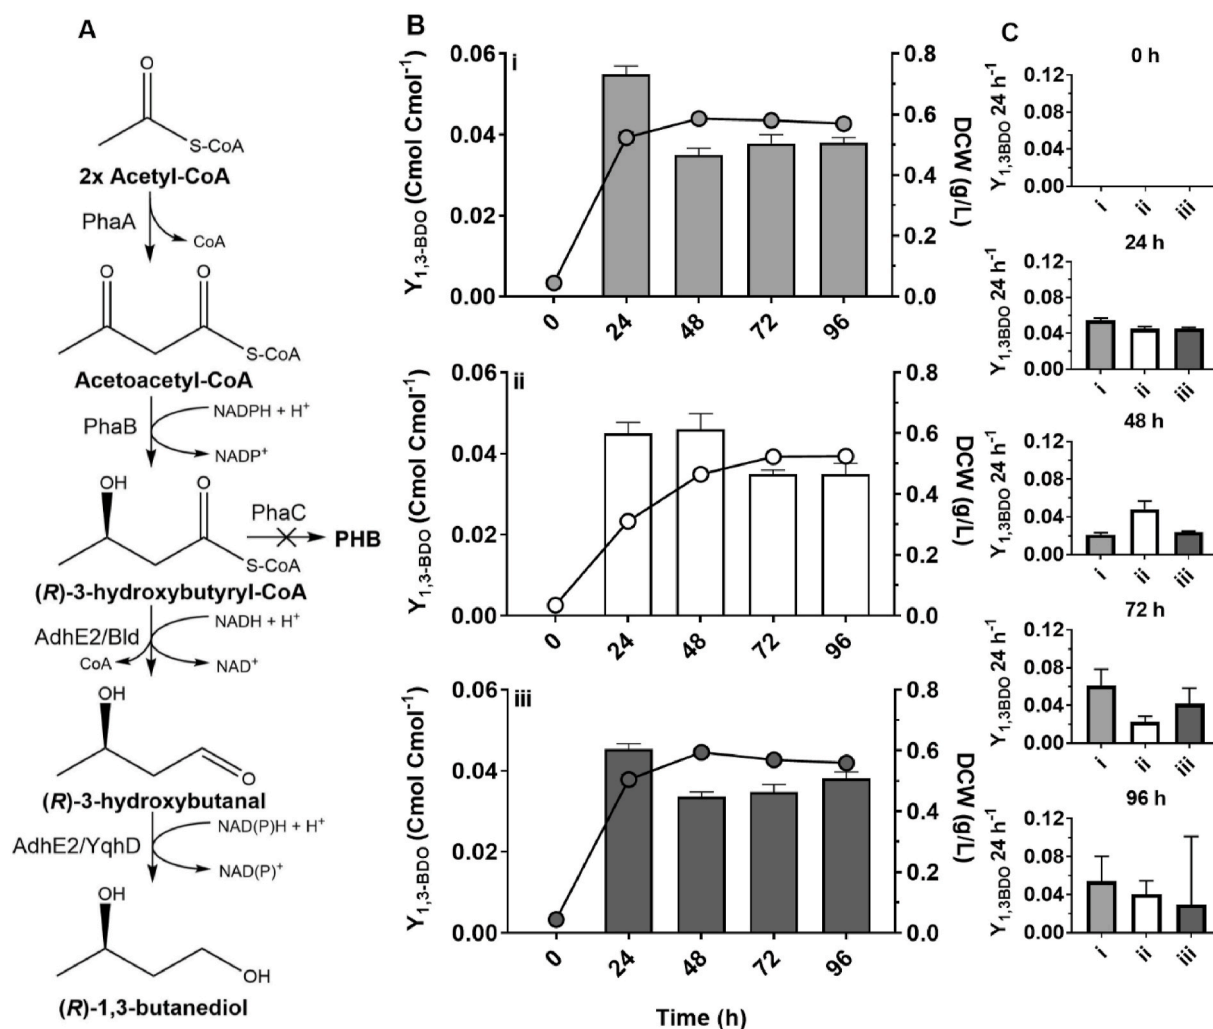 A
O
S-CoA
2x Acetyl-CoA
PhaA
CoA
O O
S-CoA
Acetoacetyl-CoA
PhaB
NADPH + H⁺
NADP⁺
OH O
PhaC
PHB
S-CoA
(R)-3-hydroxybutyryl-CoA
AdhE2/Bld
NADH + H⁺
CoA
NAD⁺
OH
O
(R)-3-hydroxybutanal
AdhE2/YqhD
NAD(P)H + H⁺
NAD(P)⁺
OH
OH
(R)-1,3-butanediol
B
i
Y1,3-BDO (Cmol Cmol⁻¹)
0.06
0.04
0.02
0.00
0.8
0.6
0.4
0.2
0.0
DCW (g/L)
0 24 48 72 96
ii
Y1,3-BDO (Cmol Cmol⁻¹)
0.06
0.04
0.02
0.00
0.8
0.6
0.4
0.2
0.0
DCW (g/L)
0 24 48 72 96
iii
Y1,3-BDO (Cmol Cmol⁻¹)
0.06
0.04
0.02
0.00
0.8
0.6
0.4
0.2
0.0
DCW (g/L)
0 24 48 72 96
Time (h)
C
0 h
Y1,3BDO 24 h⁻¹
0.12
0.08
0.04
0.00
i ii iii
24 h
Y1,3BDO 24 h⁻¹
0.12
0.08
0.04
0.00
i ii iii
48 h
Y1,3BDO 24 h⁻¹
0.12
0.08
0.04
0.00
i ii iii
72 h
Y1,3BDO 24 h⁻¹
0.12
0.08
0.04
0.00
i ii iii
96 h
Y1,3BDO 24 h⁻¹
0.12
0.08
0.04
0.00
i ii iii